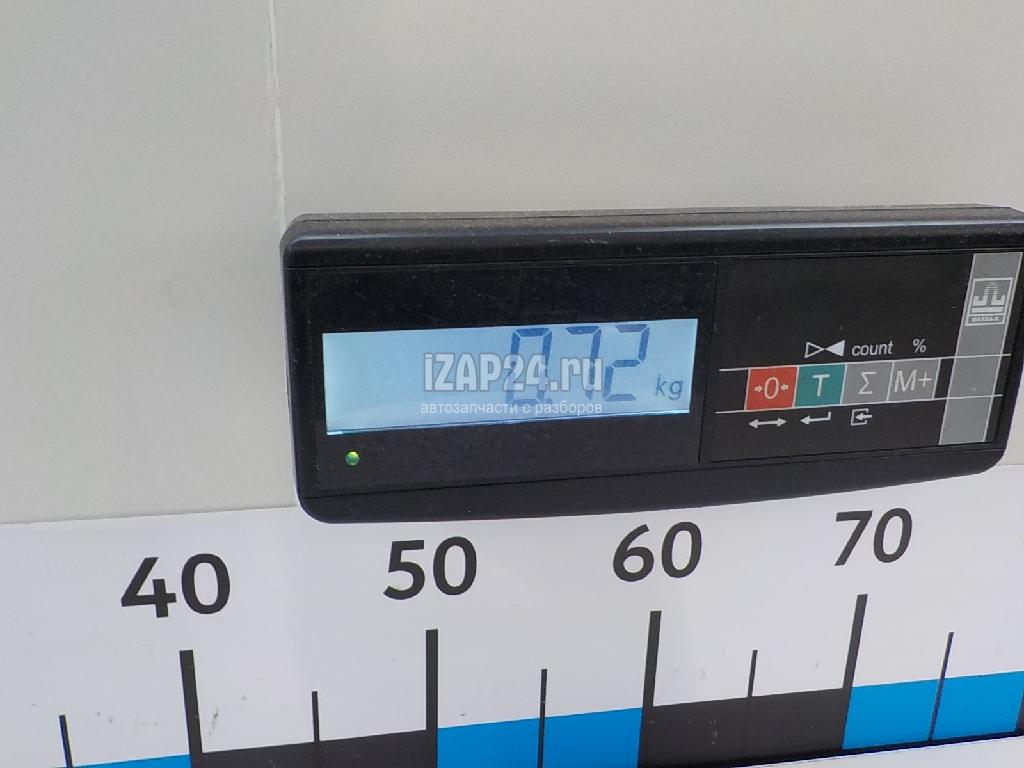 0.72 kg
iZAP24.ru
автозапчасти с разборов
count %
→0← T Σ M+
40 50 60 70